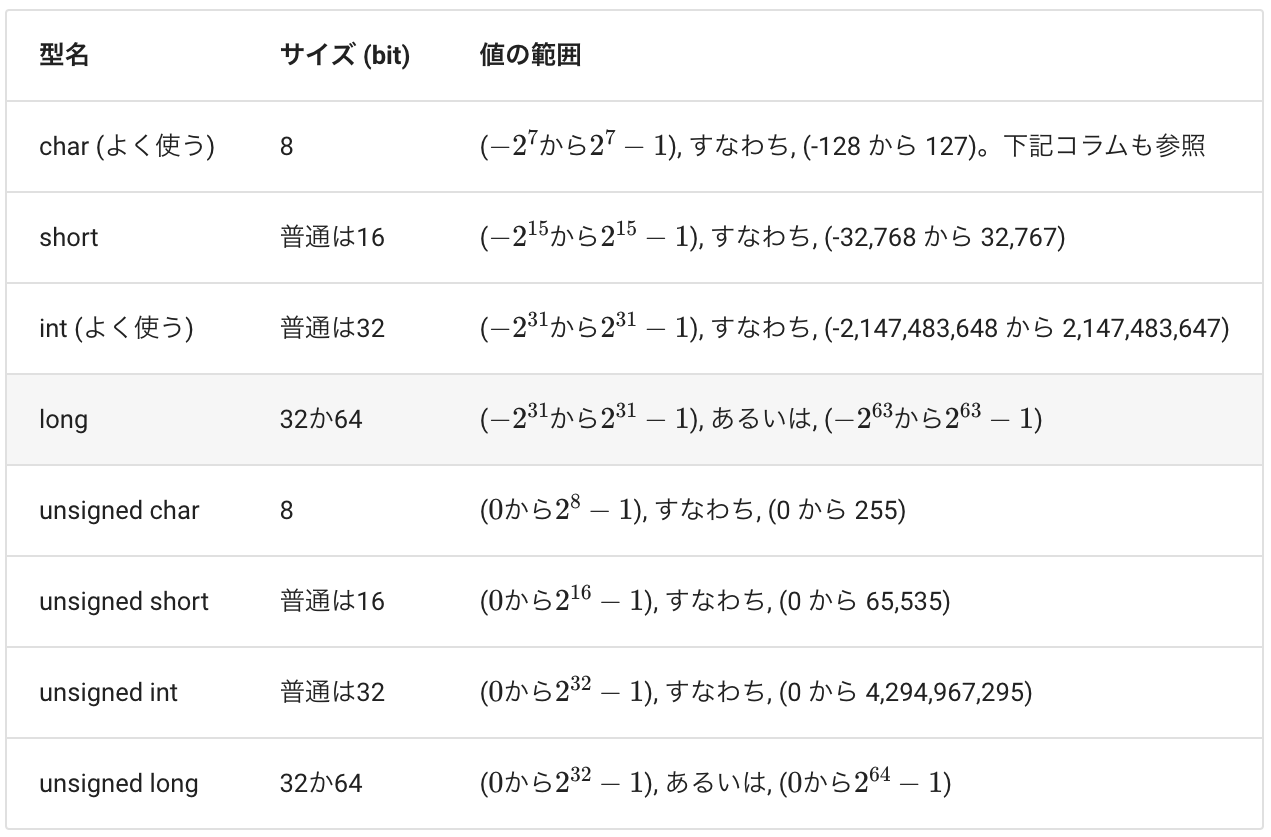 型名 サイズ (bit) 値の範囲
char (よく使う) 8 (−2^7から2^7 − 1), すなわち, (-128 から 127)。下記コラムも参照
short 普通は16 (−2^15から2^15 − 1), すなわち, (-32,768 から 32,767)
int (よく使う) 普通は32 (−2^31から2^31 − 1), すなわち, (-2,147,483,648 から 2,147,483,647)
long 32か64 (−2^31から2^31 − 1), あるいは, (−2^63から2^63 − 1)
unsigned char 8 (0から2^8 − 1), すなわち, (0 から 255)
unsigned short 普通は16 (0から2^16 − 1), すなわち, (0 から 65,535)
unsigned int 普通は32 (0から2^32 − 1), すなわち, (0 から 4,294,967,295)
unsigned long 32か64 (0から2^32 − 1), あるいは, (0から2^64 − 1)